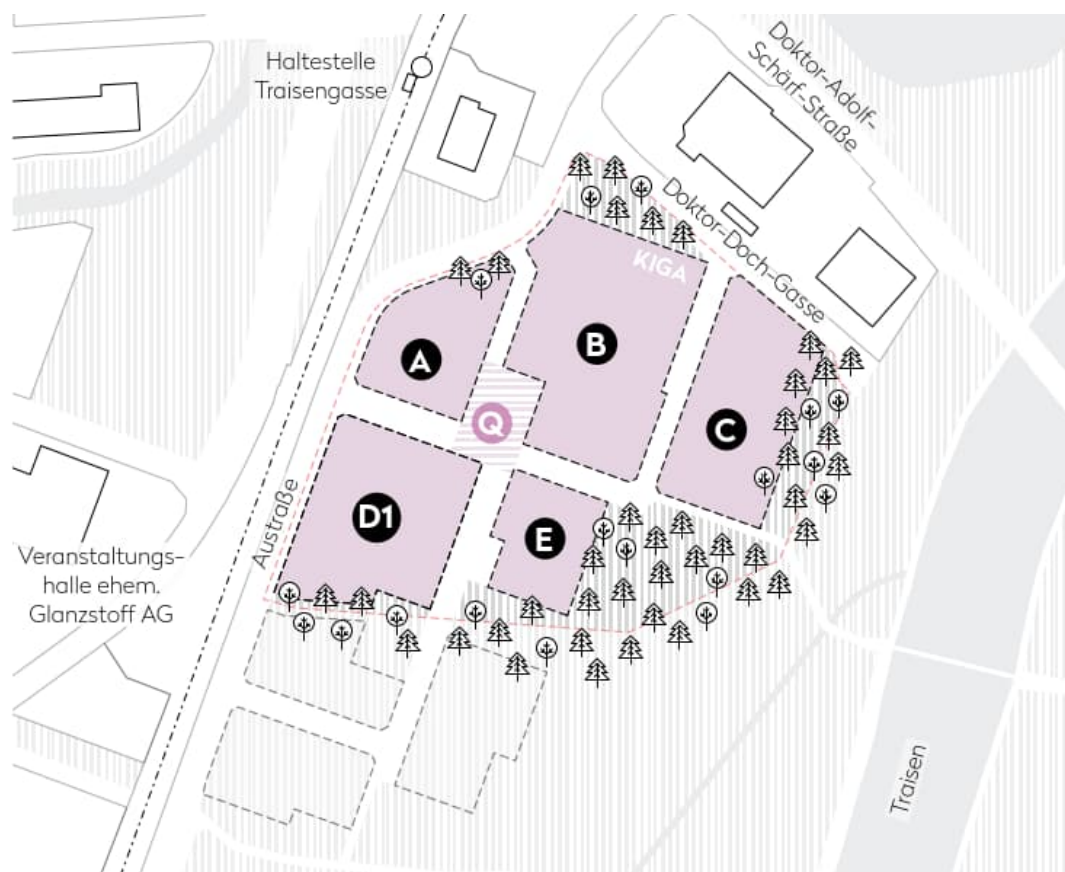 Haltestelle
Traisengasse
Doktor-Adolf-
Schärf-Straße
Doktor-Doch-Gasse
KIGA
B
A
C
Q
D1
E
Austraße
Veranstaltungs-
halle ehem.
Glanzstoff AG
Traisen